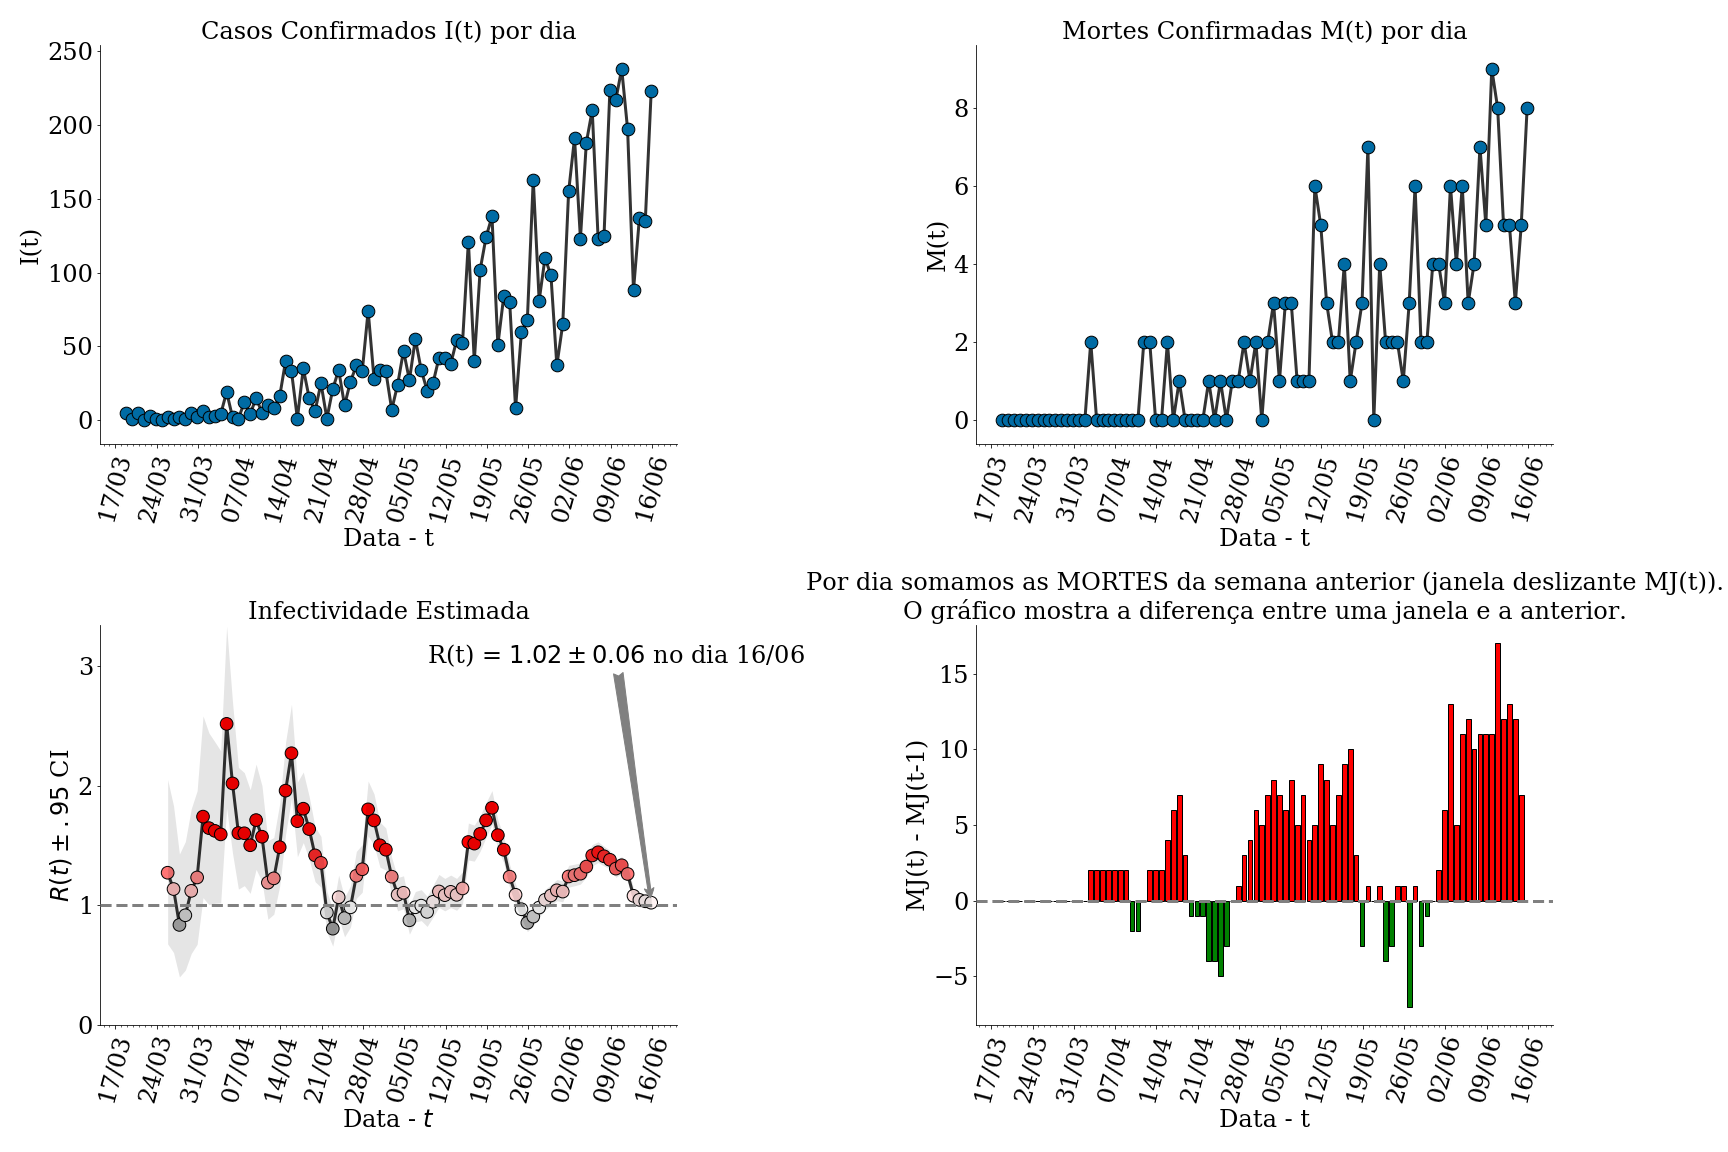 Casos Confirmados I(t) por dia
250
200
150
100
50
0
I(t)
17/03 24/03 31/03 07/04 14/04 21/04 28/04 05/05 12/05 19/05 26/05 02/06 09/06 16/06
Data - t
Mortes Confirmadas M(t) por dia
8
6
4
2
0
M(t)
17/03 24/03 31/03 07/04 14/04 21/04 28/04 05/05 12/05 19/05 26/05 02/06 09/06 16/06
Data - t
Infectividade Estimada
R(t) = 1.02 ± 0.06 no dia 16/06
3
2
1
0
R(t) ± .95 CI
17/03 24/03 31/03 07/04 14/04 21/04 28/04 05/05 12/05 19/05 26/05 02/06 09/06 16/06
Data - t
Por dia somamos as MORTES da semana anterior (janela deslizante MJ(t)).
O gráfico mostra a diferença entre uma janela e a anterior.
15
10
5
0
−5
MJ(t) - MJ(t-1)
17/03 24/03 31/03 07/04 14/04 21/04 28/04 05/05 12/05 19/05 26/05 02/06 09/06 16/06
Data - t